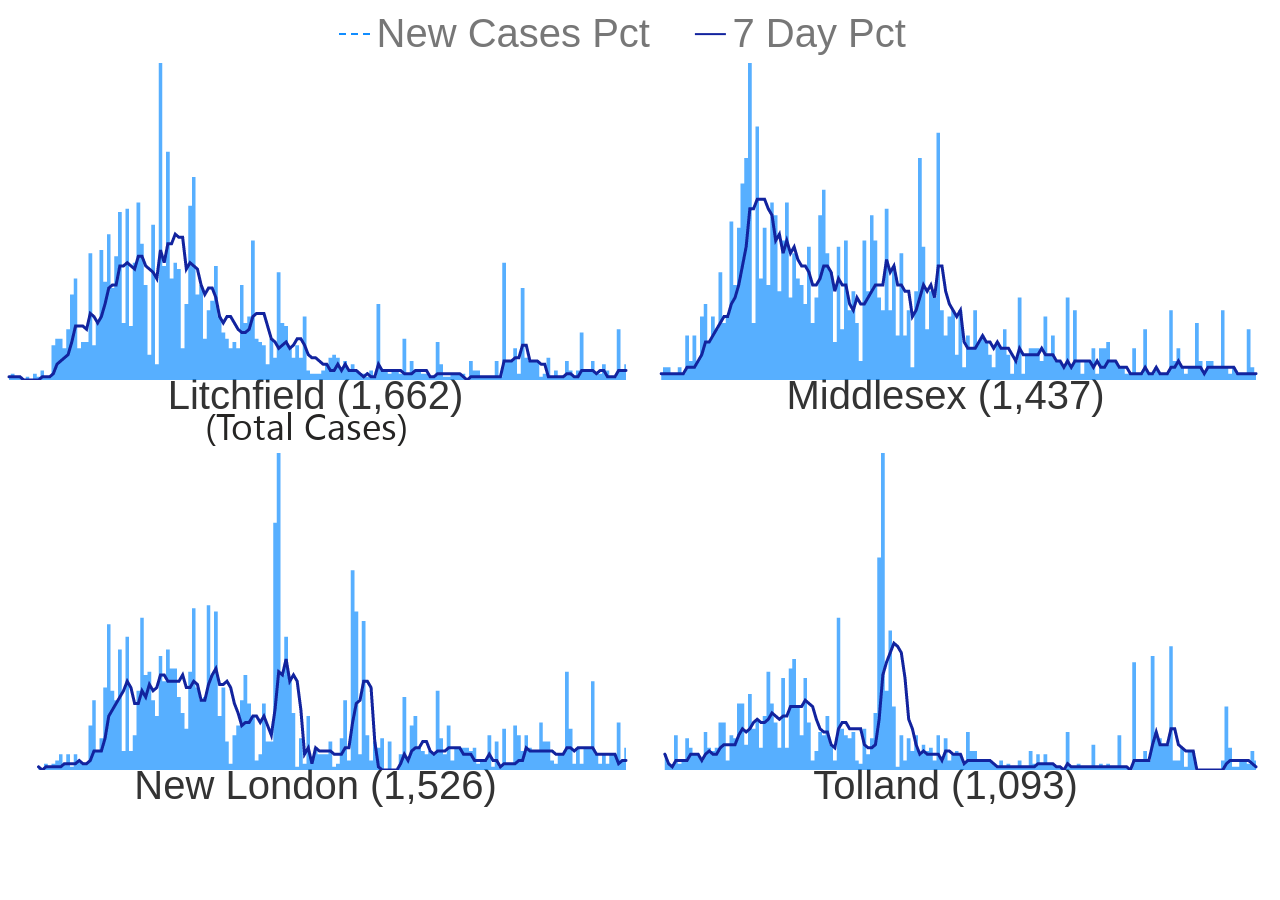 New Cases Pct 7 Day Pct
Litchfield (1,662) Middlesex (1,437)
(Total Cases)
New London (1,526) Tolland (1,093)